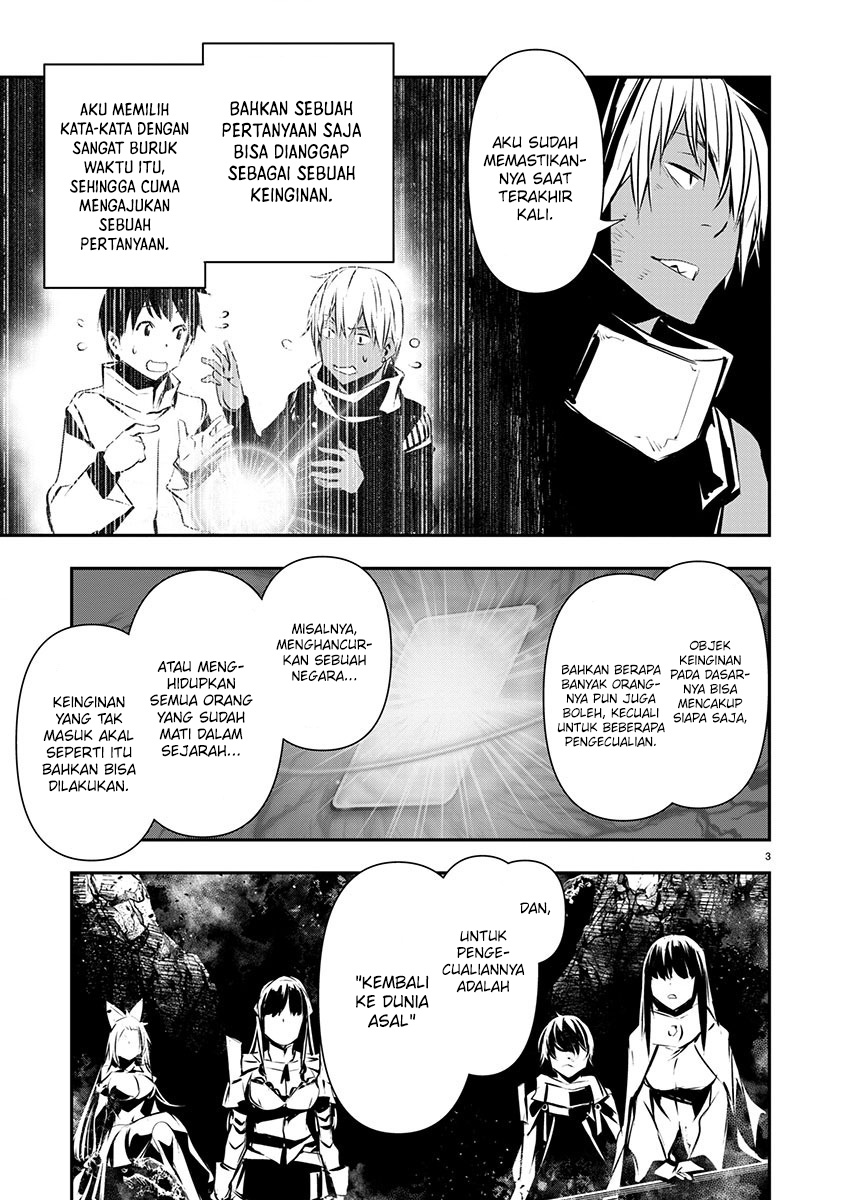 AKU SUDAH
MEMASTIKAN-
NYA SAAT
TERAKHIR
KALI.
BAHKAN SEBUAH
PERTANYAAN SAJA
BISA DIANGGAP
SEBAGAI SEBUAH
KEINGINAN.
AKU MEMILIH
KATA-KATA DENGAN
SANGAT BURUK
WAKTU ITU,
SEHINGGA CUMA
MENGAJUKAN
SEBUAH
PERTANYAAN.
OBJEK
KEINGINAN
PADA DASAR-
NYA BISA
MENCAKUP
SIAPA SAJA,
BAHKAN BERAPA
BANYAK ORANG-
NYA PUN JUGA
BOLEH, KECUALI
UNTUK BEBERAPA
PENGECUALIAN.
MISALNYA,
MENGHANCUR-
KAN SEBUAH
NEGARA...
ATAU MENG-
HIDUPKAN
SEMUA ORANG
YANG SUDAH
MATI DALAM
SEJARAH...
KEINGINAN
YANG TAK
MASUK AKAL
SEPERTI ITU
BAHKAN BISA
DILAKUKAN.
3
DAN,
UNTUK
PENGE-
CUALIANNYA
ADALAH
"KEMBALI
KE DUNIA
ASAL"